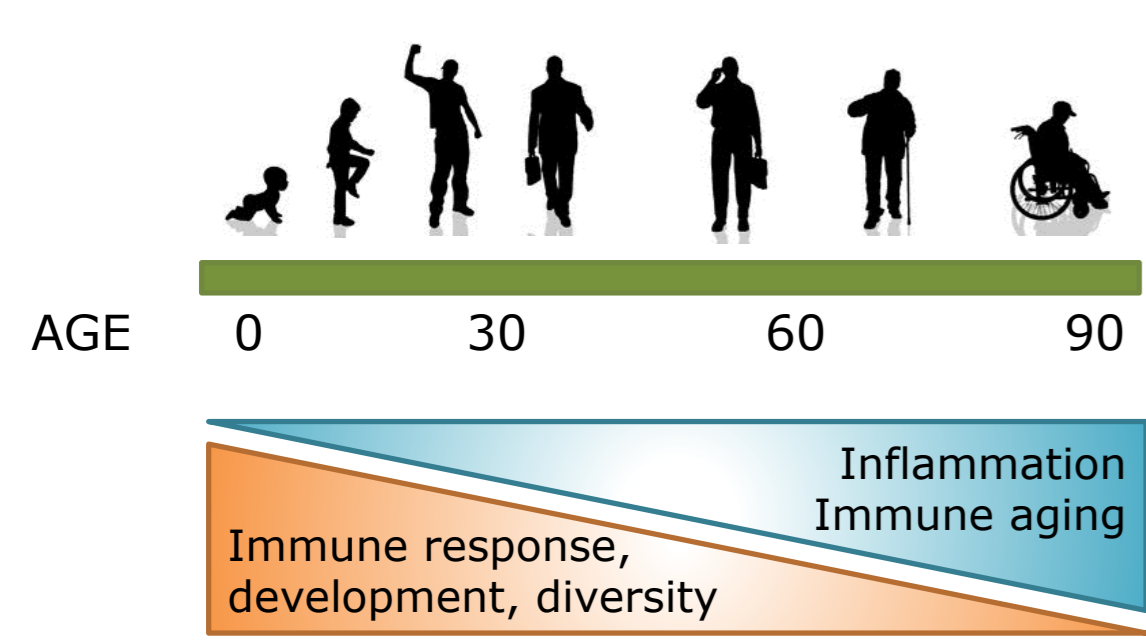 AGE 0 30 60 90
Inflammation
Immune aging
Immune response,
development, diversity